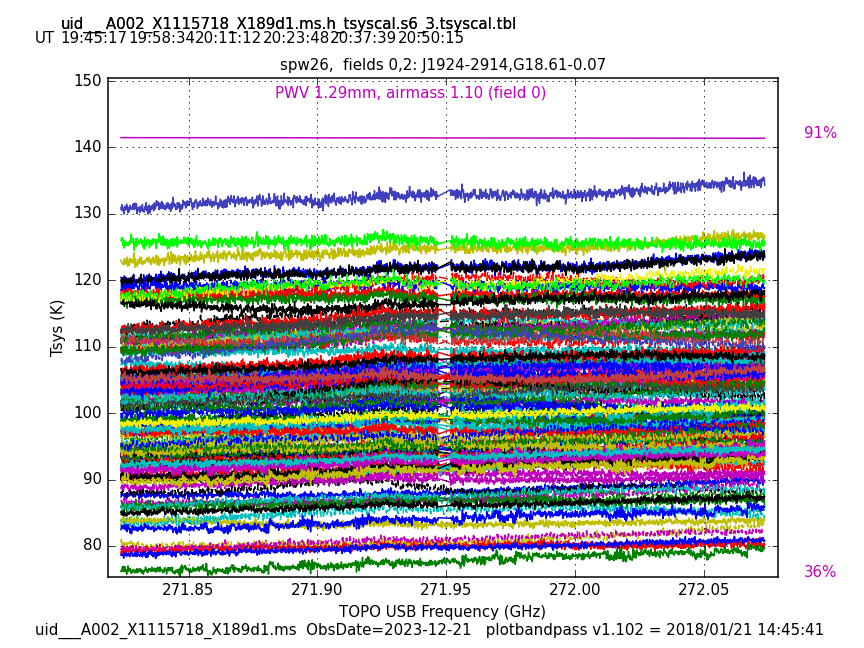 uid___A002_X1115718_X189d1.ms.h_tsyscal.s6_3.tsyscal.tbl
UT 19:45:17 19:58:34 20:11:12 20:23:48 20:37:39 20:50:15
spw26,  fields 0,2: J1924-2914,G18.61-0.07
PWV 1.29mm, airmass 1.10 (field 0)
150
140
130
120
110
100
90
80
Tsys (K)
91%
36%
271.85 271.90 271.95 272.00 272.05
TOPO USB Frequency (GHz)
uid___A002_X1115718_X189d1.ms  ObsDate=2023-12-21   plotbandpass v1.102 = 2018/01/21 14:45:41